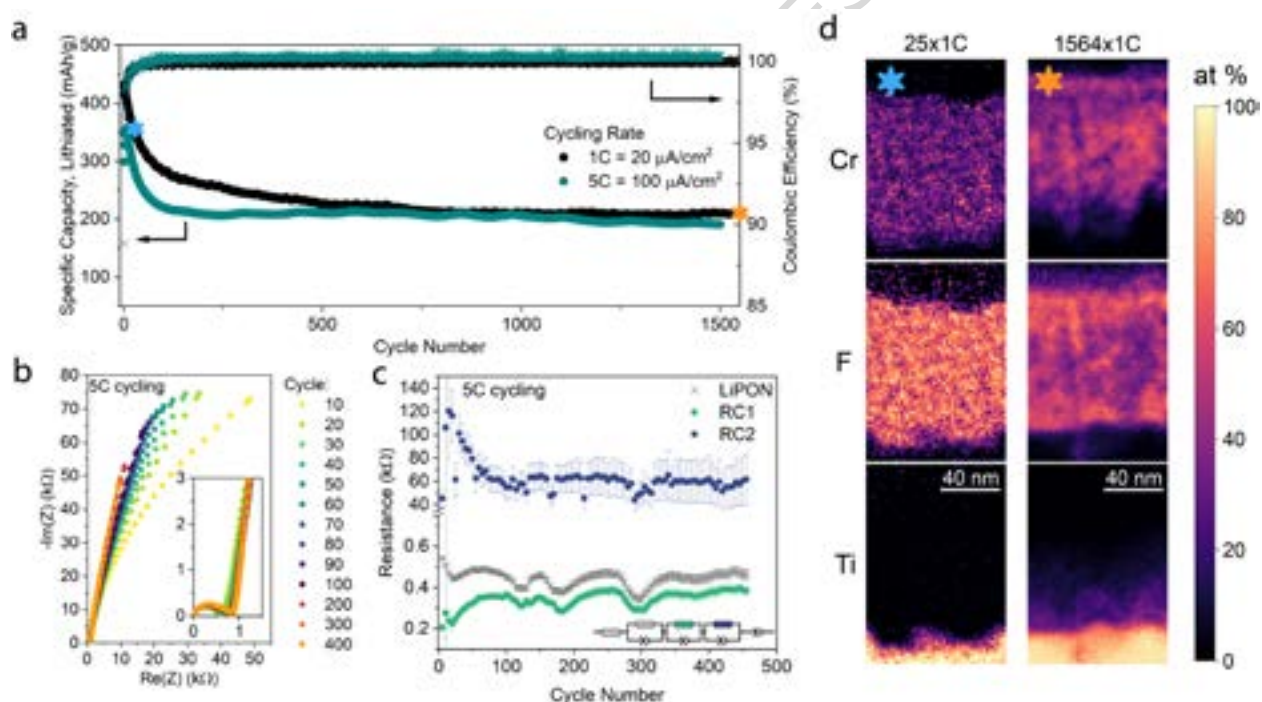 a
500
400
300
200
100
Specific Capacity, Lithiated (mAh/g)
100
95
90
85
Coulombic Efficiency (%)
Cycling Rate
1C = 20 μA/cm²
5C = 100 μA/cm²
0 500 1000 1500
Cycle Number
b
5C cycling
80
70
60
50
40
30
20
10
0
-Im(Z) (kΩ)
0 10 20 30 40 50
Re(Z) (kΩ)
3
2
1
0
0 1
Cycle:
10
20
30
40
60
70
80
90
100
200
300
400
c
5C cycling
LiPON
RC1
RC2
140
120
100
80
60
40
0.6
0.4
0.2
Resistance (kΩ)
0 100 200 300 400 500
Cycle Number
d
25x1C 1564x1C
Cr
F
Ti
40 nm 40 nm
at %
100
80
60
40
20
0